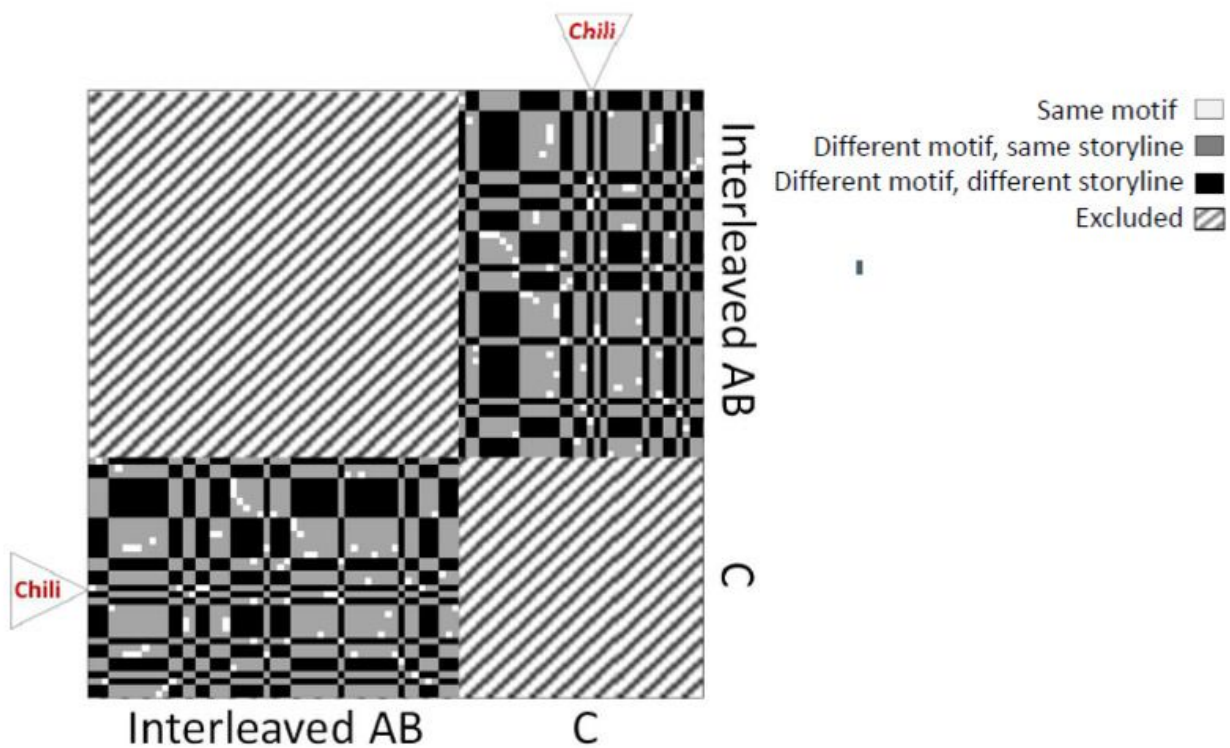 Chili
Same motif
Different motif, same storyline
Different motif, different storyline
Excluded
Interleaved AB
Chili
C
Interleaved AB
C